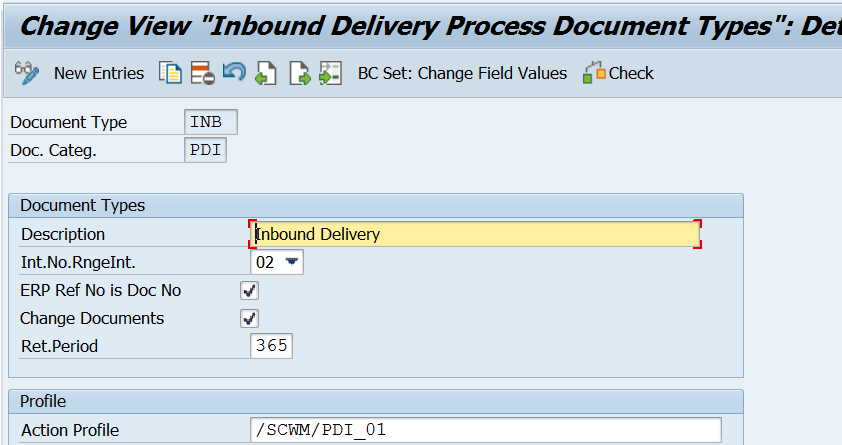 Change View "Inbound Delivery Process Document Types": Det
New Entries BC Set: Change Field Values Check
Document Type INB
Doc. Categ. PDI
Document Types
Description Inbound Delivery
Int.No.RngeInt. 02
ERP Ref No is Doc No
Change Documents
Ret.Period 365
Profile
Action Profile /SCWM/PDI_01